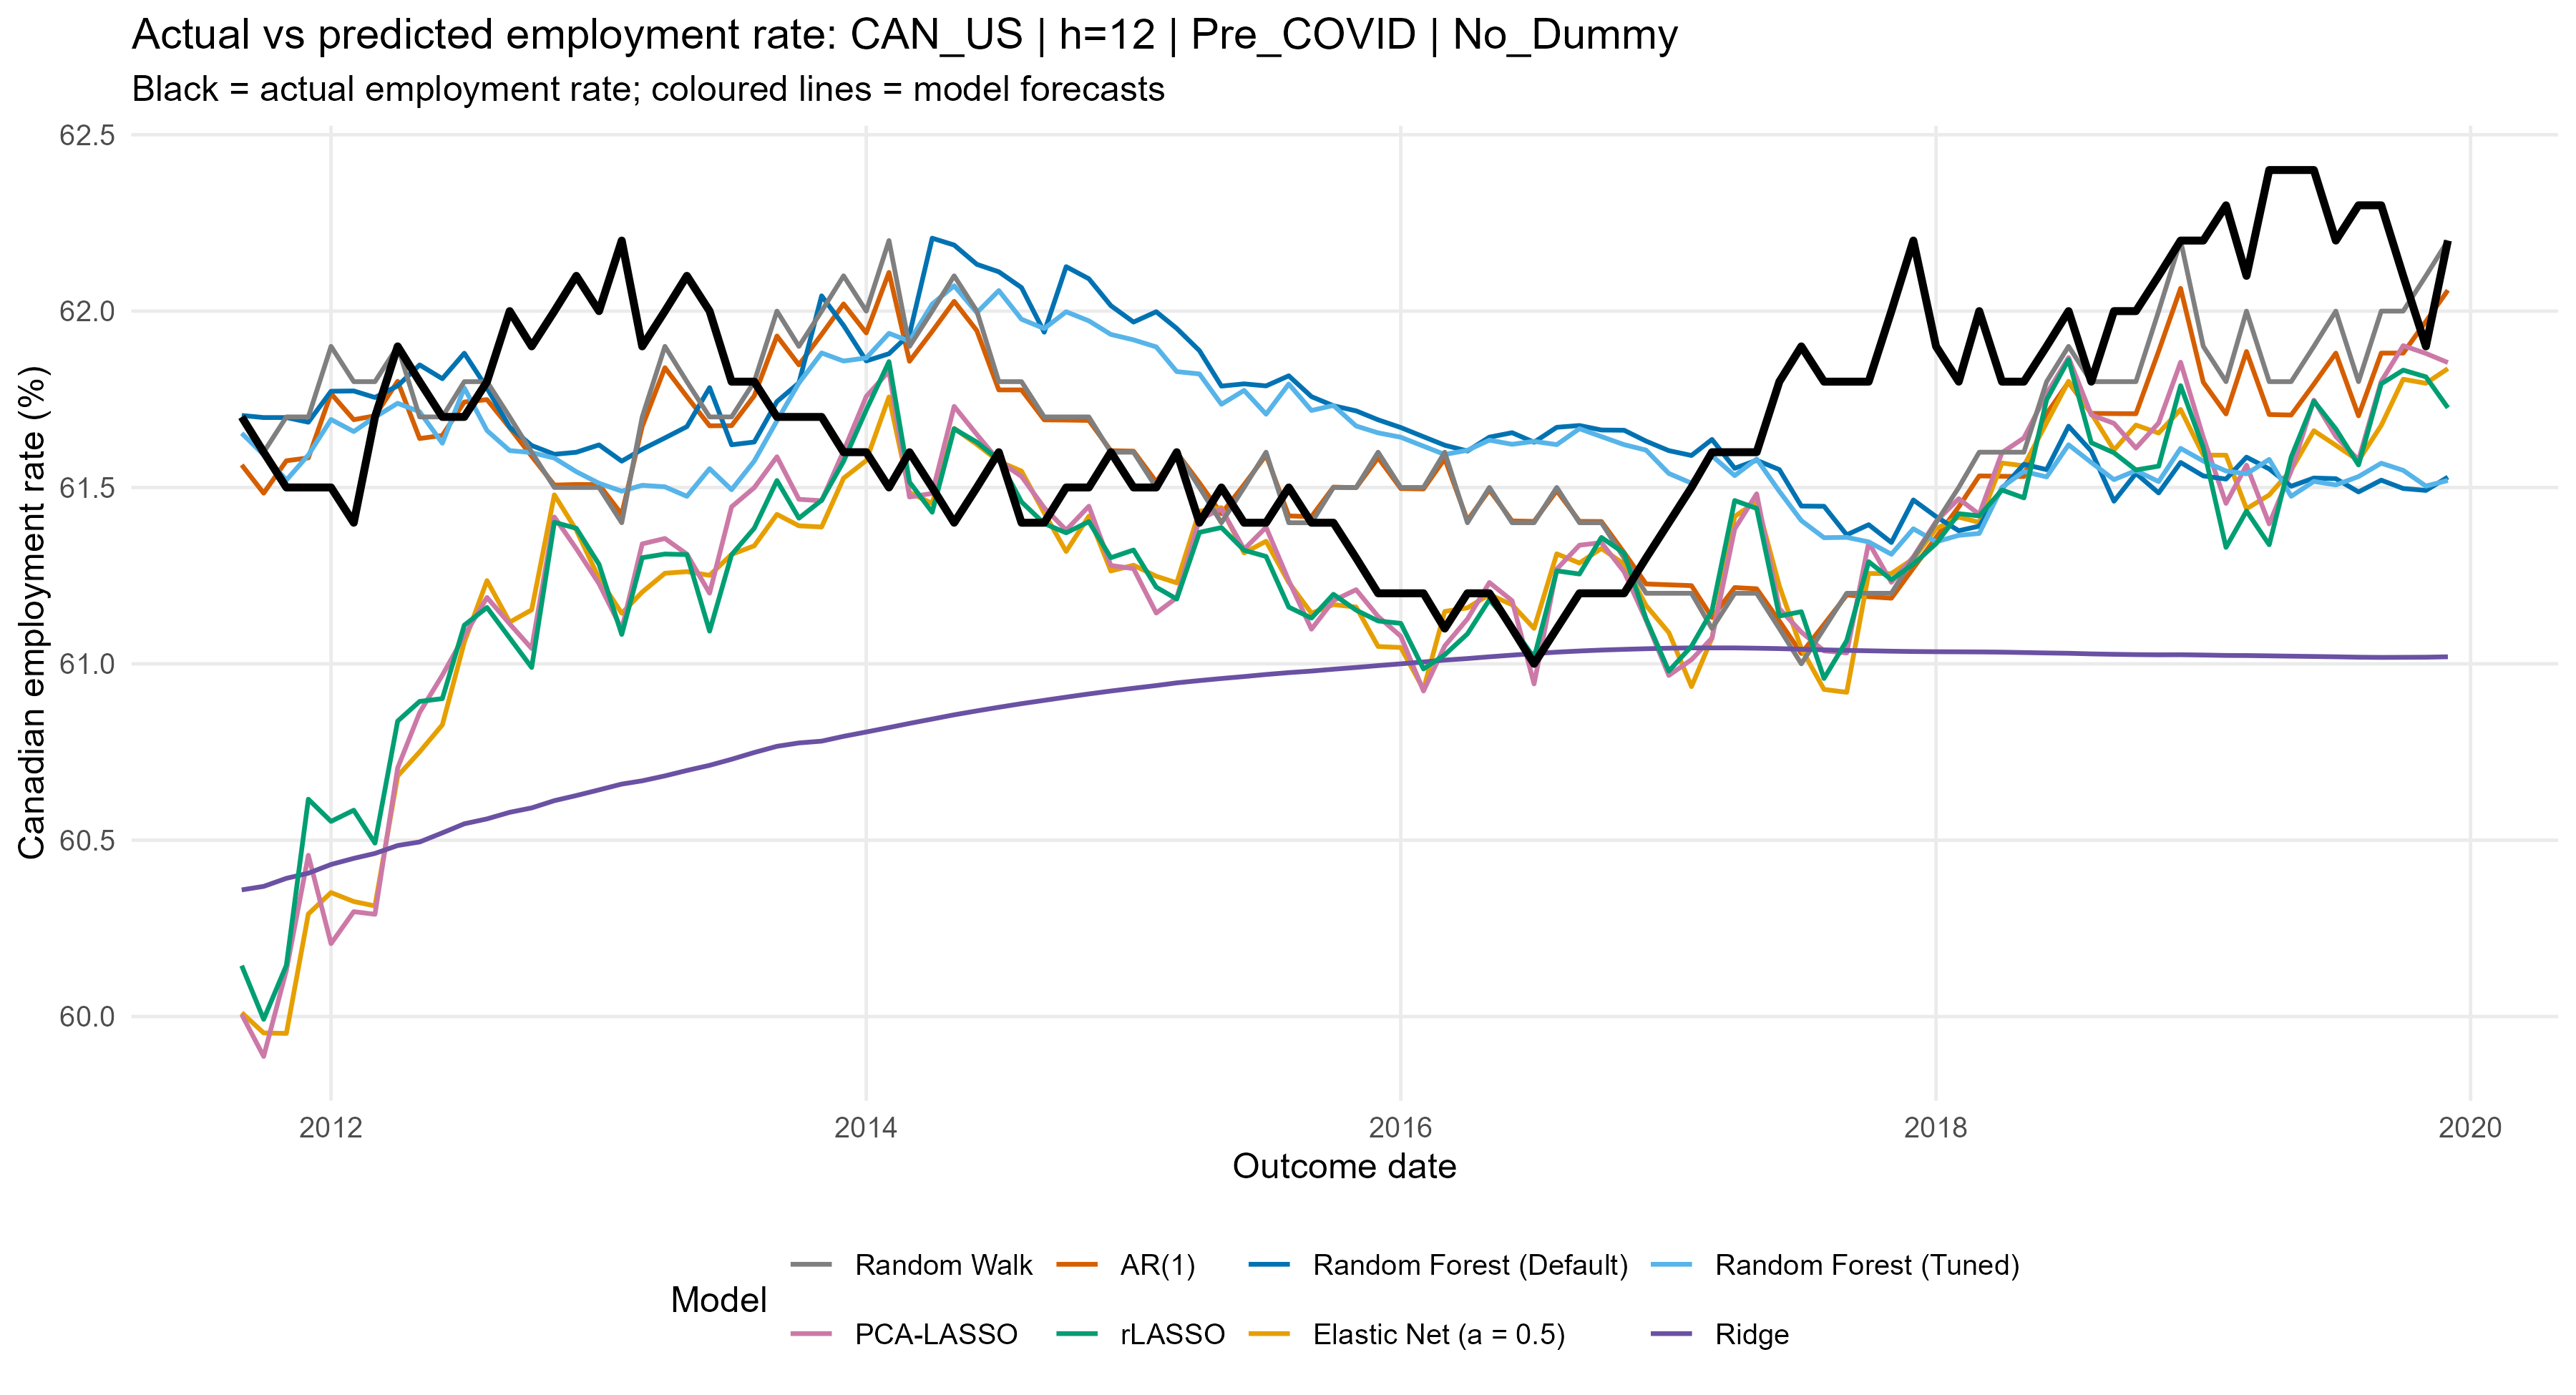 Actual vs predicted employment rate: CAN_US | h=12 | Pre_COVID | No_Dummy
Black = actual employment rate; coloured lines = model forecasts
Canadian employment rate (%)
62.5
62.0
61.5
61.0
60.5
60.0
2012 2014 2016 2018 2020
Outcome date
Model
Random Walk AR(1) Random Forest (Default) Random Forest (Tuned)
PCA-LASSO rLASSO Elastic Net (a = 0.5) Ridge